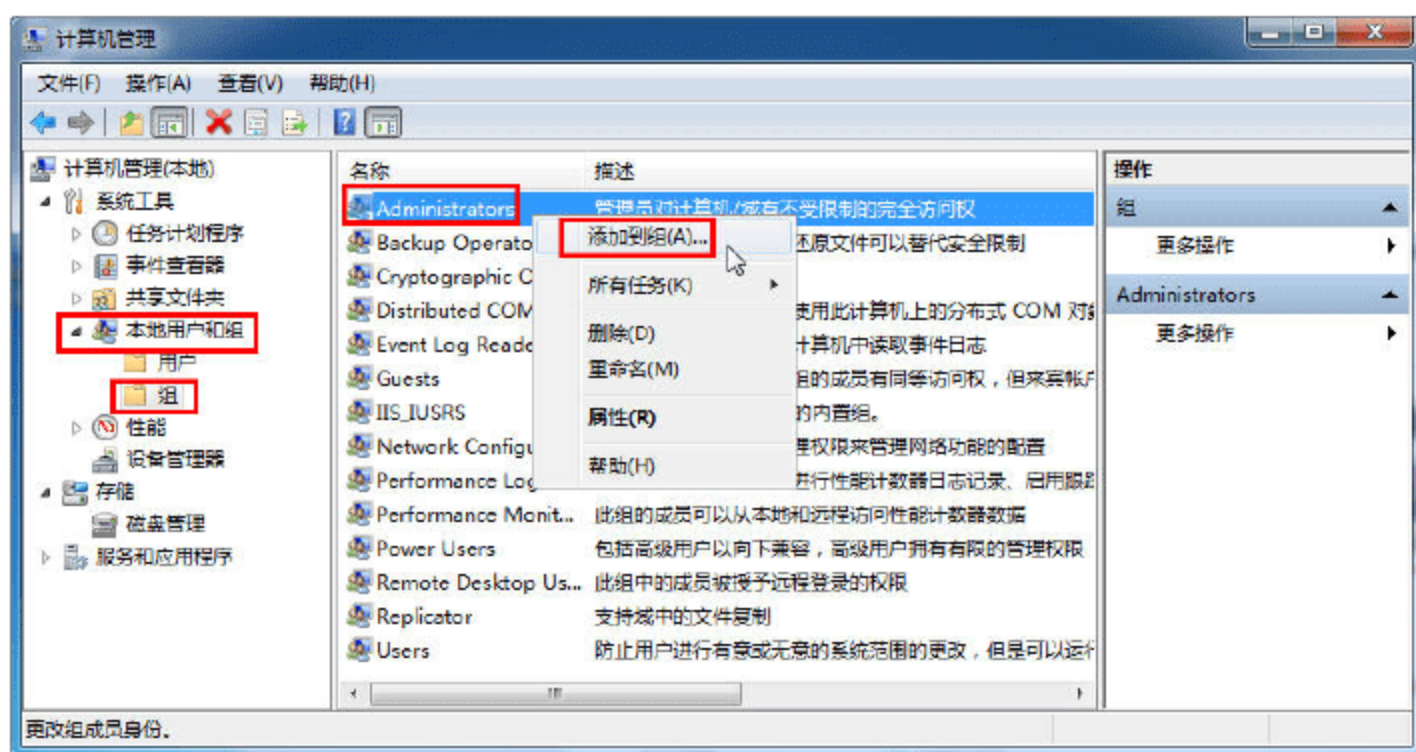 计算机管理
文件(F) 操作(A) 查看(V) 帮助(H)
计算机管理(本地)
系统工具
任务计划程序
事件查看器
共享文件夹
本地用户和组
用户
组
性能
设备管理器
存储
磁盘管理
服务和应用程序
名称 描述
Administrators 管理员对计算机/域有不受限制的完全访问权
Backup Operato 还原文件可以替代安全限制
Cryptographic O
Distributed COM 使用此计算机上的分布式 COM 对
Event Log Reade 计算机中读取事件日志
Guests 的成员有同等访问权，但来宾帐户
IIS_IUSRS 的内置组。
Network Configu 权限来管理网络功能的配置
Performance Log 进行性能计数器日志记录、启用跟踪
Performance Monit... 此组的成员可以从本地和远程访问性能计数器数据
Power Users 包括高级用户以向下兼容，高级用户拥有有限的管理权限
Remote Desktop Us... 此组中的成员被授予远程登录的权限
Replicator 支持域中的文件复制
Users 防止用户进行有意或无意的系统范围的更改，但是可以运行
添加到组(A)...
所有任务(K)
删除(D)
重命名(M)
属性(R)
帮助(H)
操作
组
更多操作
Administrators
更多操作
更改组成员身份。